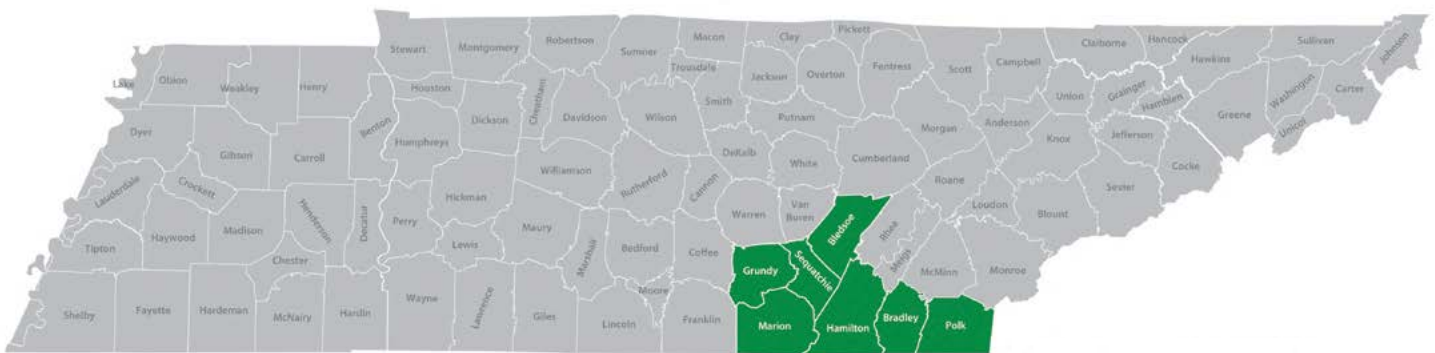 Stewart
Montgomery
Robertson
Sumner
Macon
Clay
Pickett
Claiborne
Hancock
Sullivan
Johnson
Lake
Obion
Weakley
Henry
Houston
Cheatham
Trousdale
Jackson
Overton
Fentress
Scott
Campbell
Union
Grainger
Hamblen
Hawkins
Washington
Carter
Unicoi
Greene
Dyer
Gibson
Carroll
Benton
Humphreys
Dickson
Davidson
Wilson
Smith
Putnam
Morgan
Anderson
Knox
Jefferson
Cocke
DeKalb
White
Cumberland
Roane
Loudon
Blount
Sevier
Lauderdale
Crockett
Henderson
Decatur
Perry
Hickman
Williamson
Rutherford
Cannon
Warren
Van
Buren
Bledsoe
Rhea
Meigs
McMinn
Monroe
Tipton
Haywood
Madison
Chester
Lewis
Maury
Marshall
Bedford
Coffee
Grundy
Sequatchie
Shelby
Fayette
Hardeman
McNairy
Hardin
Wayne
Lawrence
Giles
Lincoln
Moore
Franklin
Marion
Hamilton
Bradley
Polk